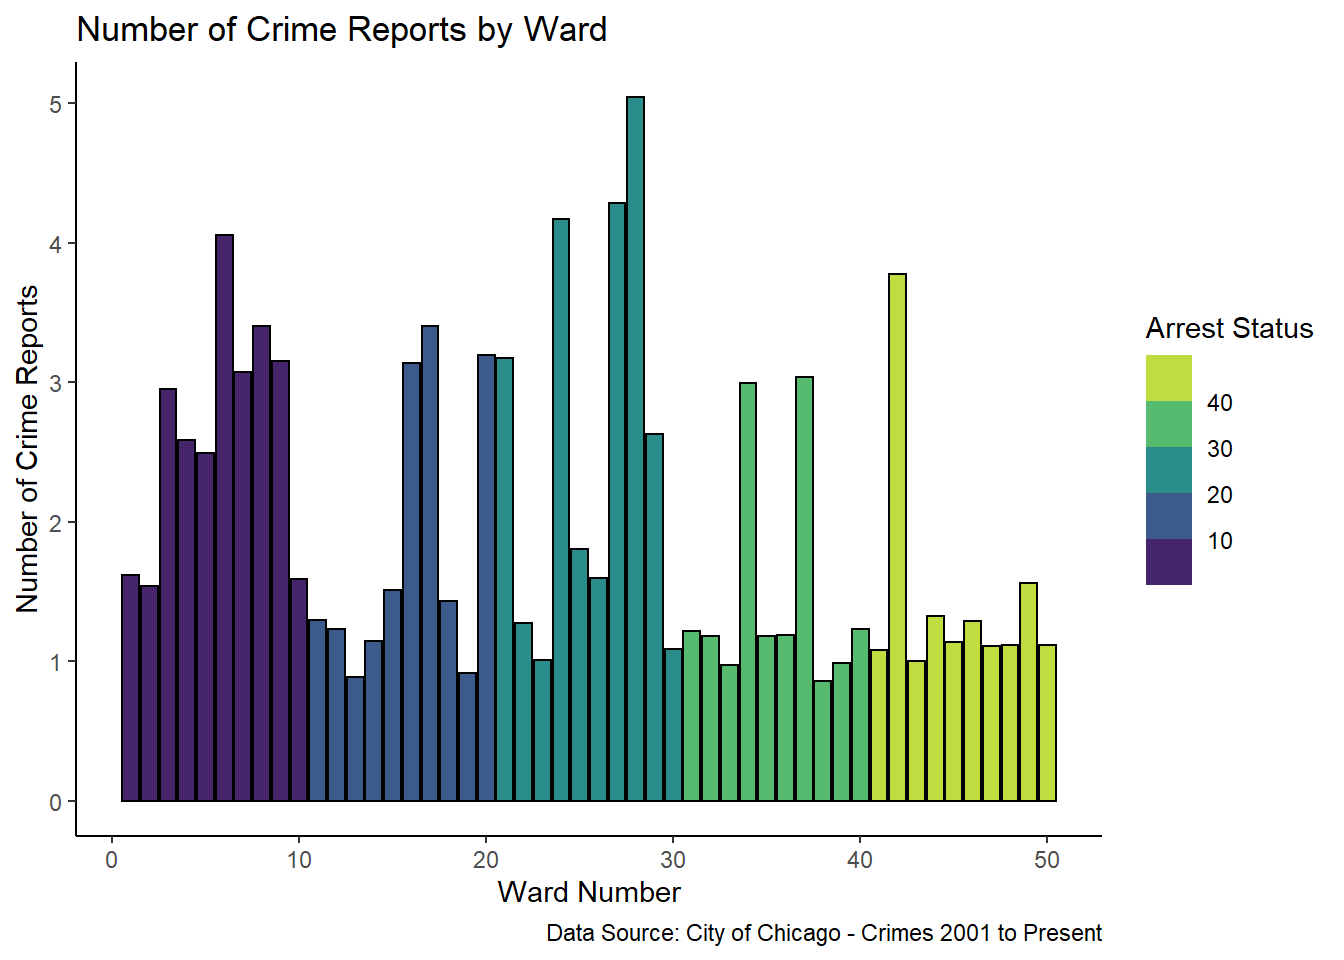 Number of Crime Reports by Ward
Number of Crime Reports
5
4
3
2
1
0
0 10 20 30 40 50
Ward Number
Arrest Status
40
30
20
10
Data Source: City of Chicago - Crimes 2001 to Present